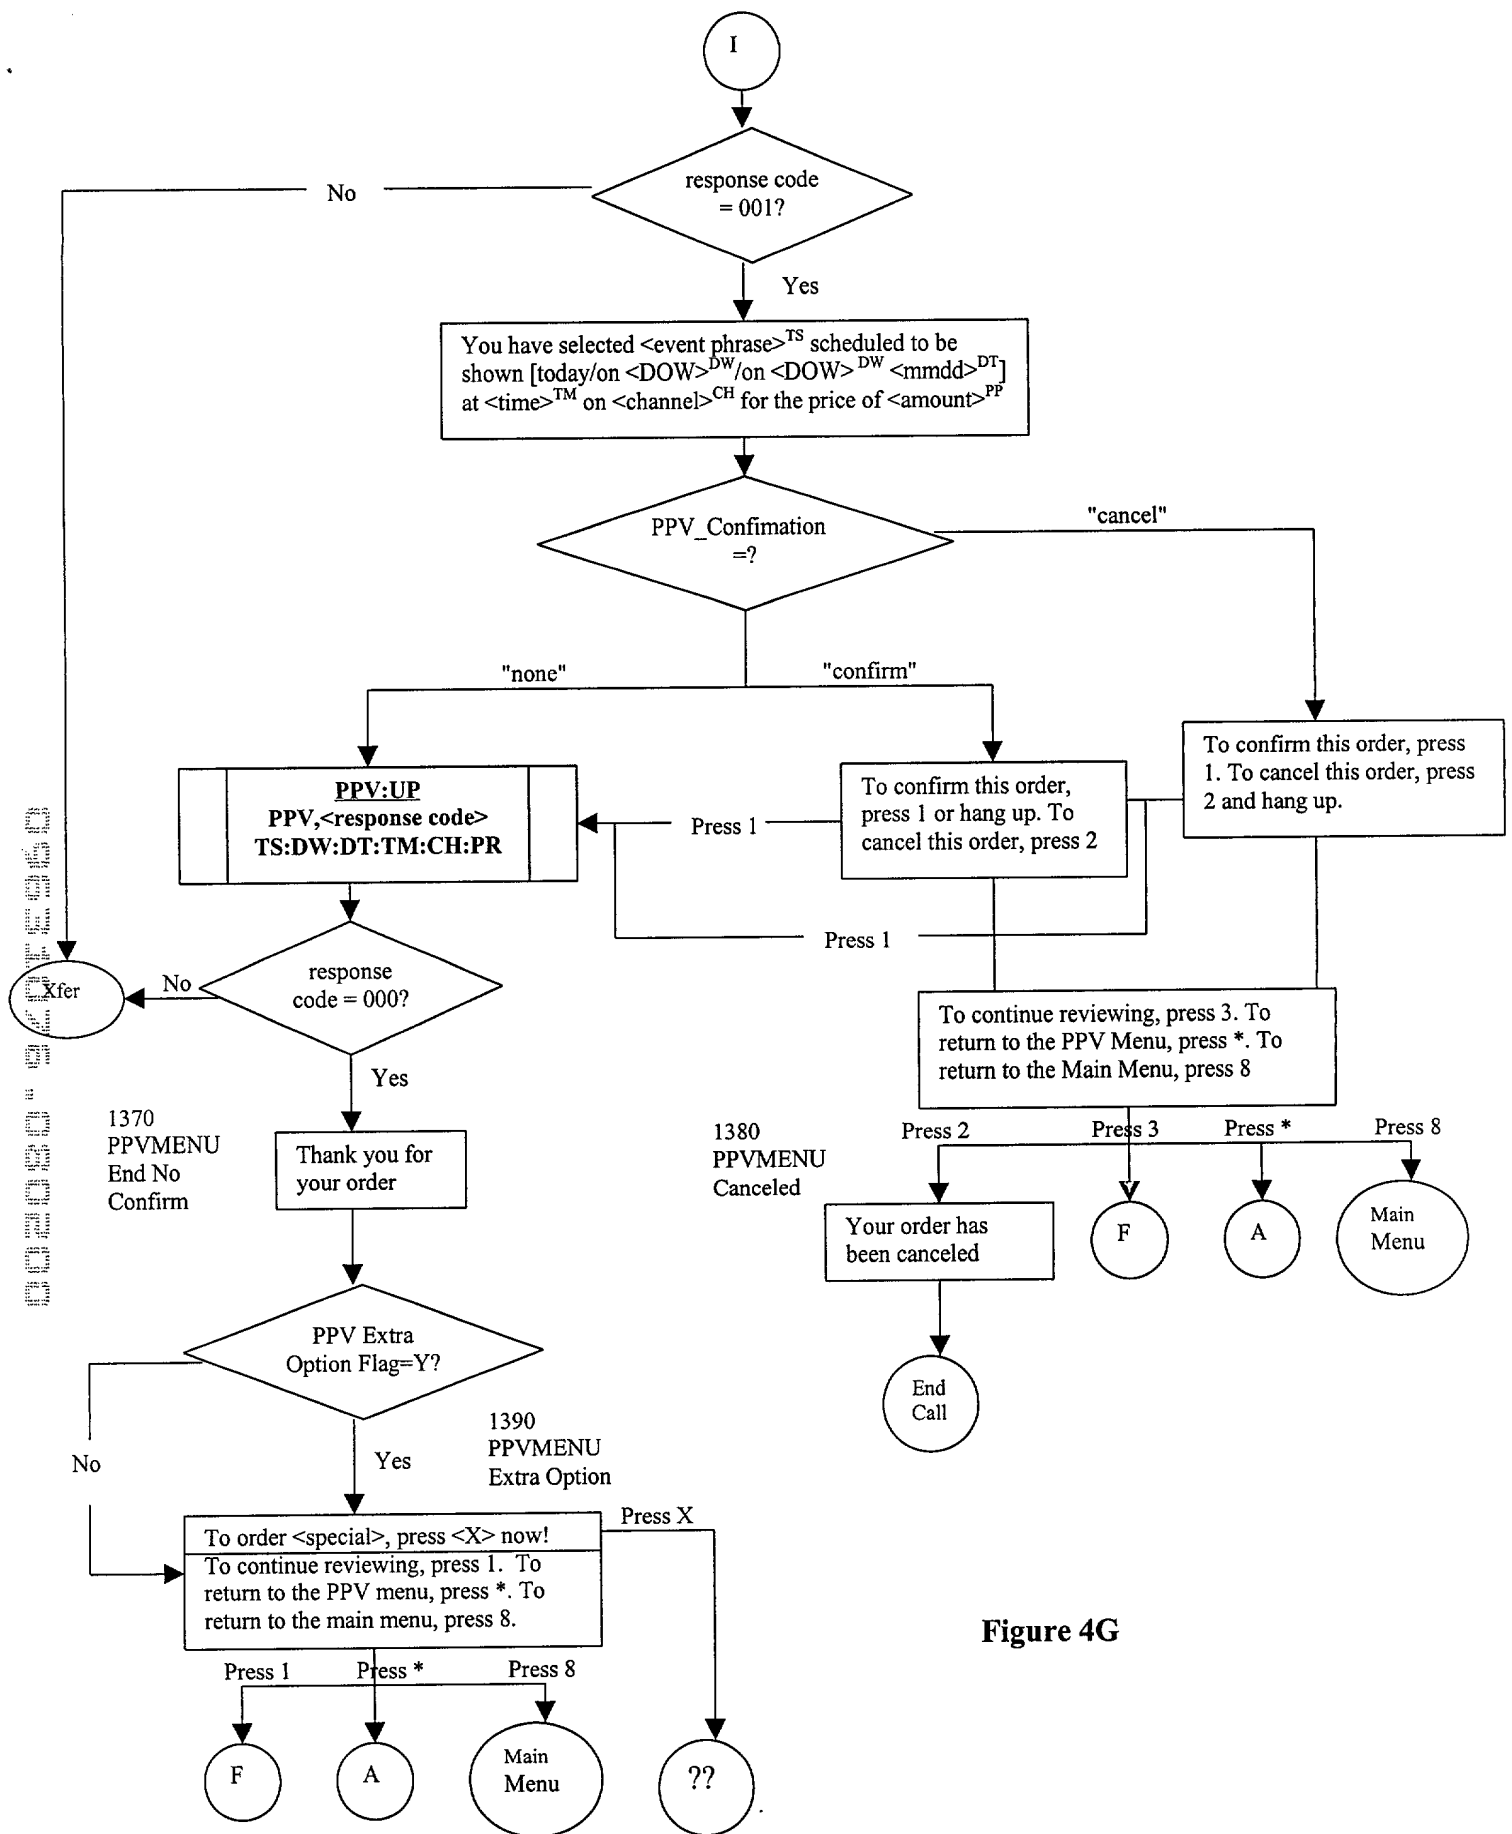 I
response code
= 001?
No
Yes
You have selected <event phrase>TS scheduled to be
shown [today/on <DOW>DW/on <DOW> DW <mmdd>DT]
at <time>TM on <channel>CH for the price of <amount>PP
PPV_Confimation
=?
"cancel"
"none"
"confirm"
To confirm this order, press
1. To cancel this order, press
2 and hang up.
PPV:UP
PPV,<response code>
TS:DW:DT:TM:CH:PR
Press 1
To confirm this order,
press 1 or hang up. To
cancel this order, press 2
Press 1
Xfer
No
response
code = 000?
To continue reviewing, press 3. To
return to the PPV Menu, press *. To
return to the Main Menu, press 8
Yes
1370
PPVMENU
End No
Confirm
Thank you for
your order
1380
PPVMENU
Canceled
Press 2
Press 3
Press *
Press 8
Your order has
been canceled
F
A
Main
Menu
End
Call
PPV Extra
Option Flag=Y?
No
Yes
1390
PPVMENU
Extra Option
Press X
To order <special>, press <X> now!
To continue reviewing, press 1. To
return to the PPV menu, press *. To
return to the main menu, press 8.
Press 1
Press *
Press 8
F
A
Main
Menu
??
Figure 4G